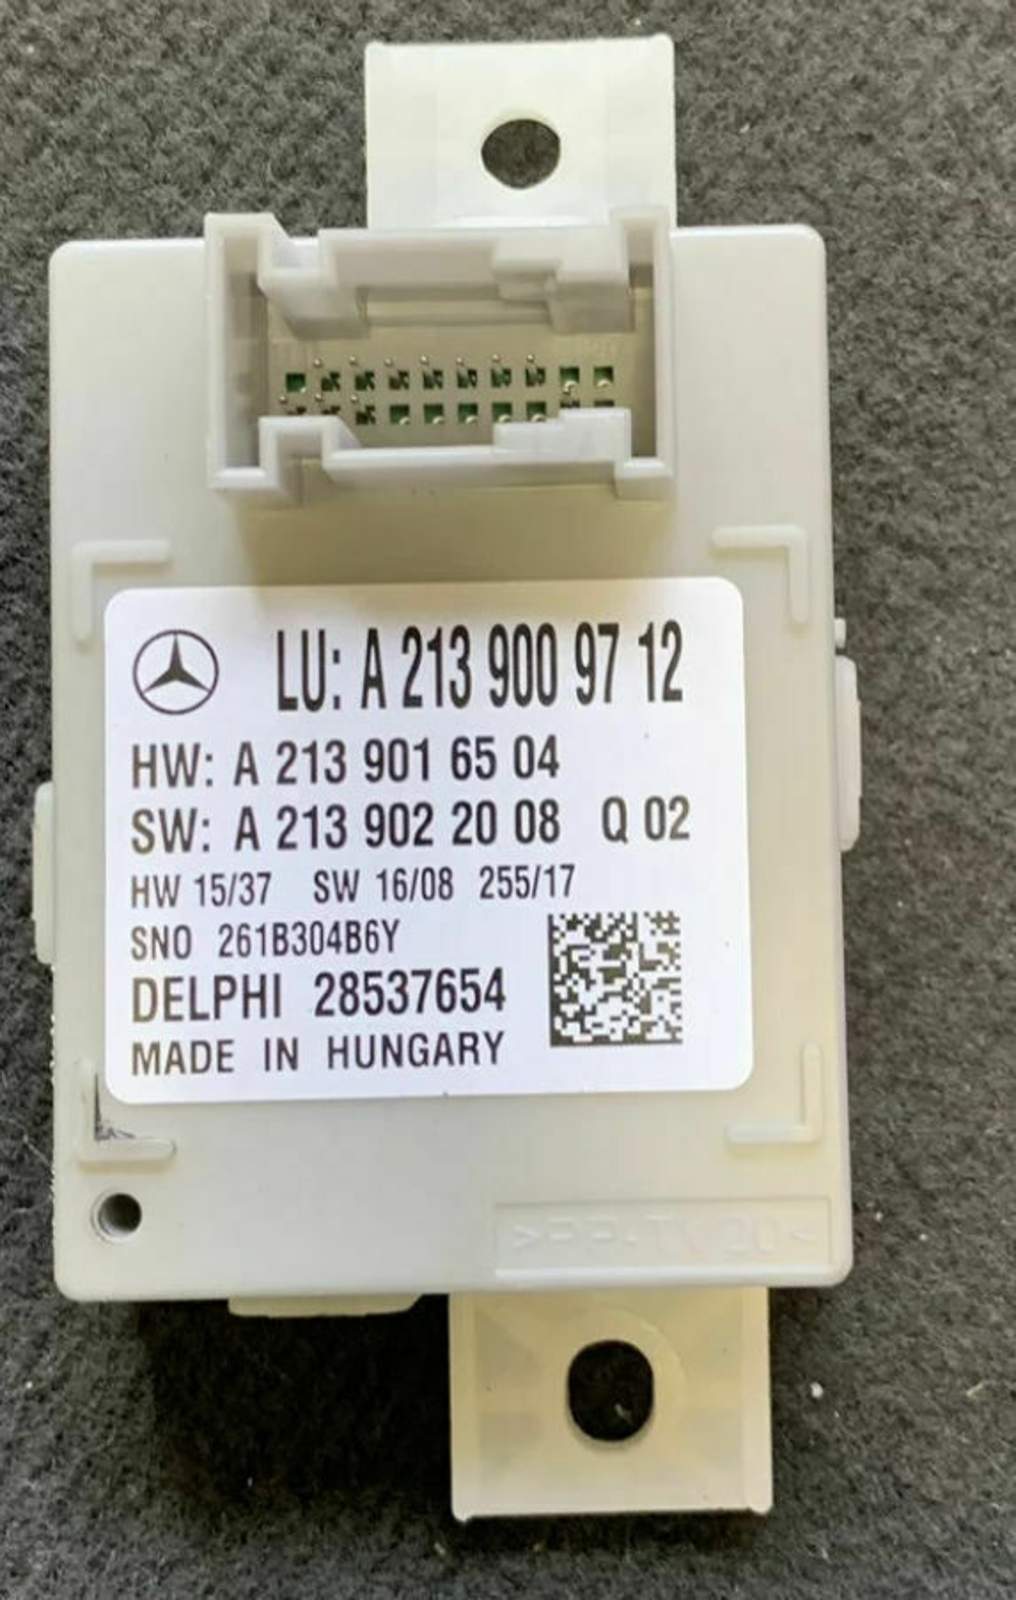 LU: A 213 900 97 12
HW: A 213 901 65 04
SW: A 213 902 20 08 Q 02
HW 15/37 SW 16/08 255/17
SNO 261B304B6Y
DELPHI 28537654
MADE IN HUNGARY